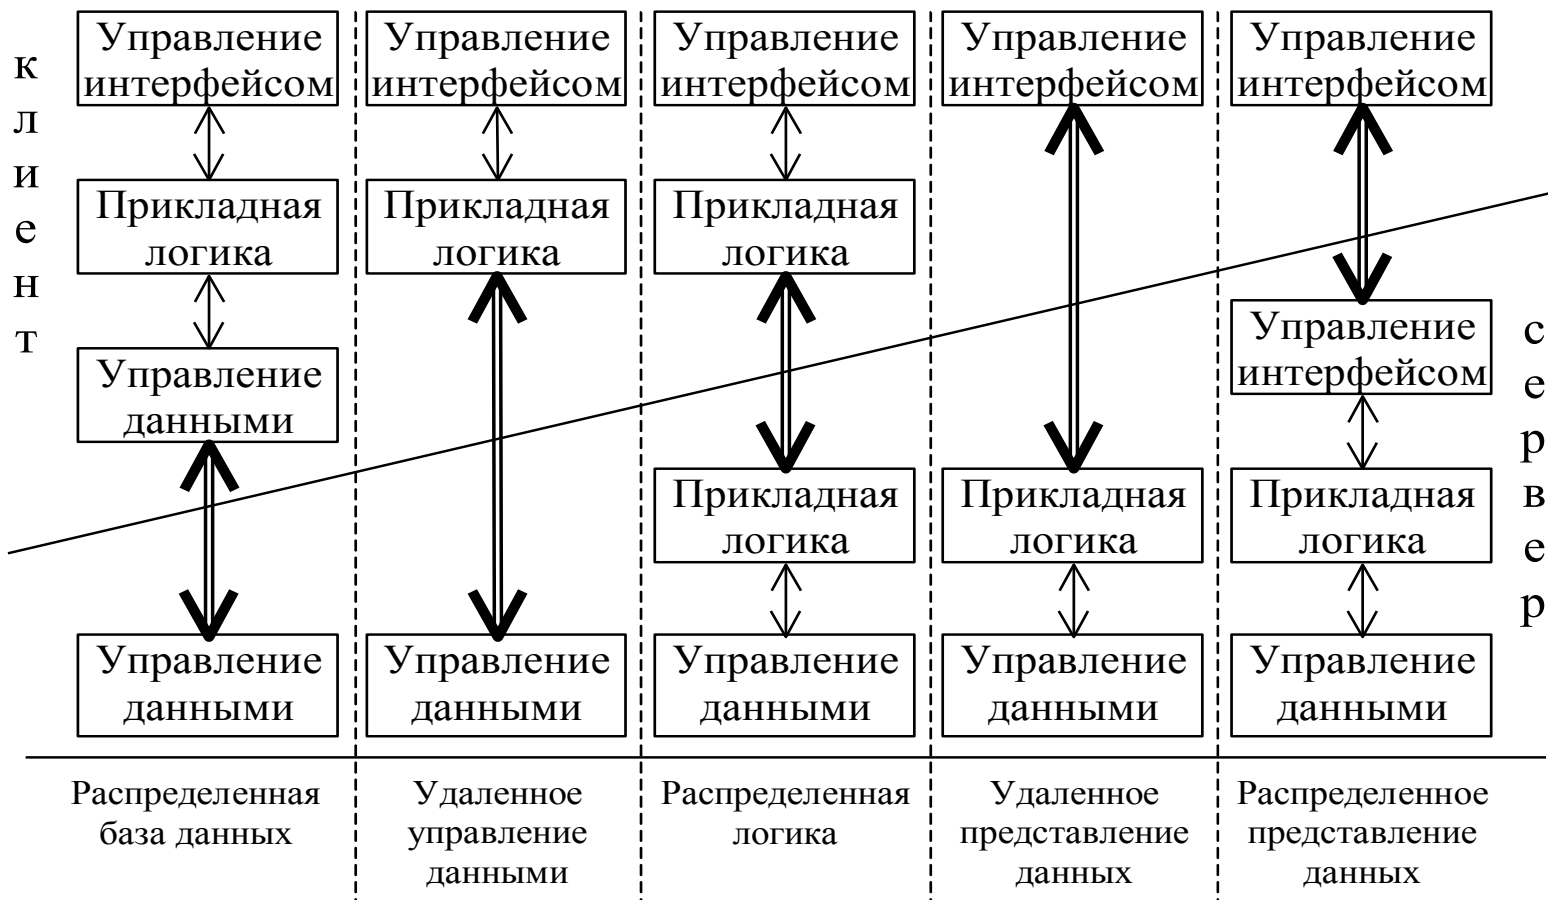 клиент
Управление
интерфейсом
Прикладная
логика
Управление
данными
Управление
данными
Распределенная
база данных
Управление
интерфейсом
Прикладная
логика
Управление
данными
Удаленное
управление
данными
Управление
интерфейсом
Прикладная
логика
Прикладная
логика
Управление
данными
Распределенная
логика
Управление
интерфейсом
Прикладная
логика
Управление
данными
Удаленное
представление
данных
Управление
интерфейсом
Управление
интерфейсом
Прикладная
логика
Управление
данными
Распределенное
представление
данных
сервер